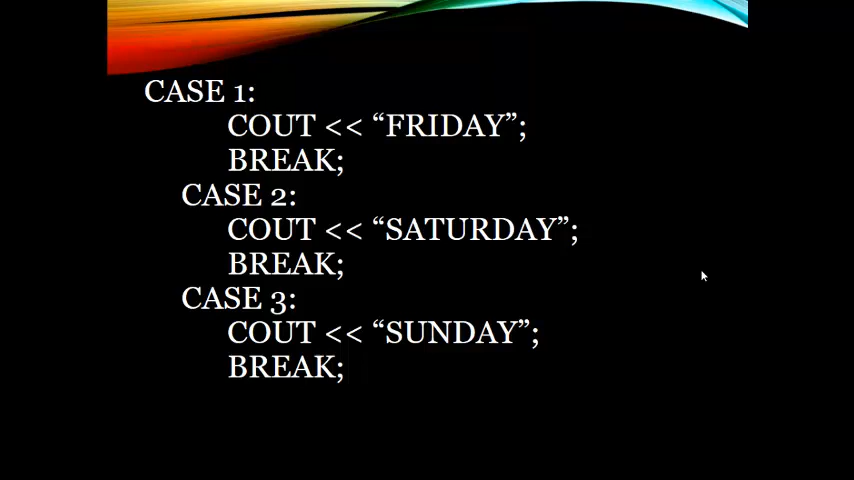 CASE 1:
COUT << “FRIDAY”;
BREAK;
CASE 2:
COUT << “SATURDAY”;
BREAK;
CASE 3:
COUT << “SUNDAY”;
BREAK;